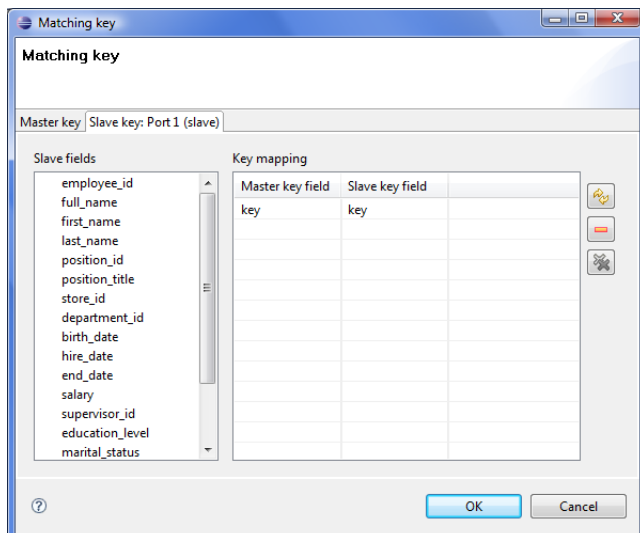 Matching key
Matching key
Master key Slave key: Port 1 (slave)
Slave fields
employee_id
full_name
first_name
last_name
position_id
position_title
store_id
department_id
birth_date
hire_date
end_date
salary
supervisor_id
education_level
marital_status
Key mapping
Master key field Slave key field
key key
?
OK Cancel